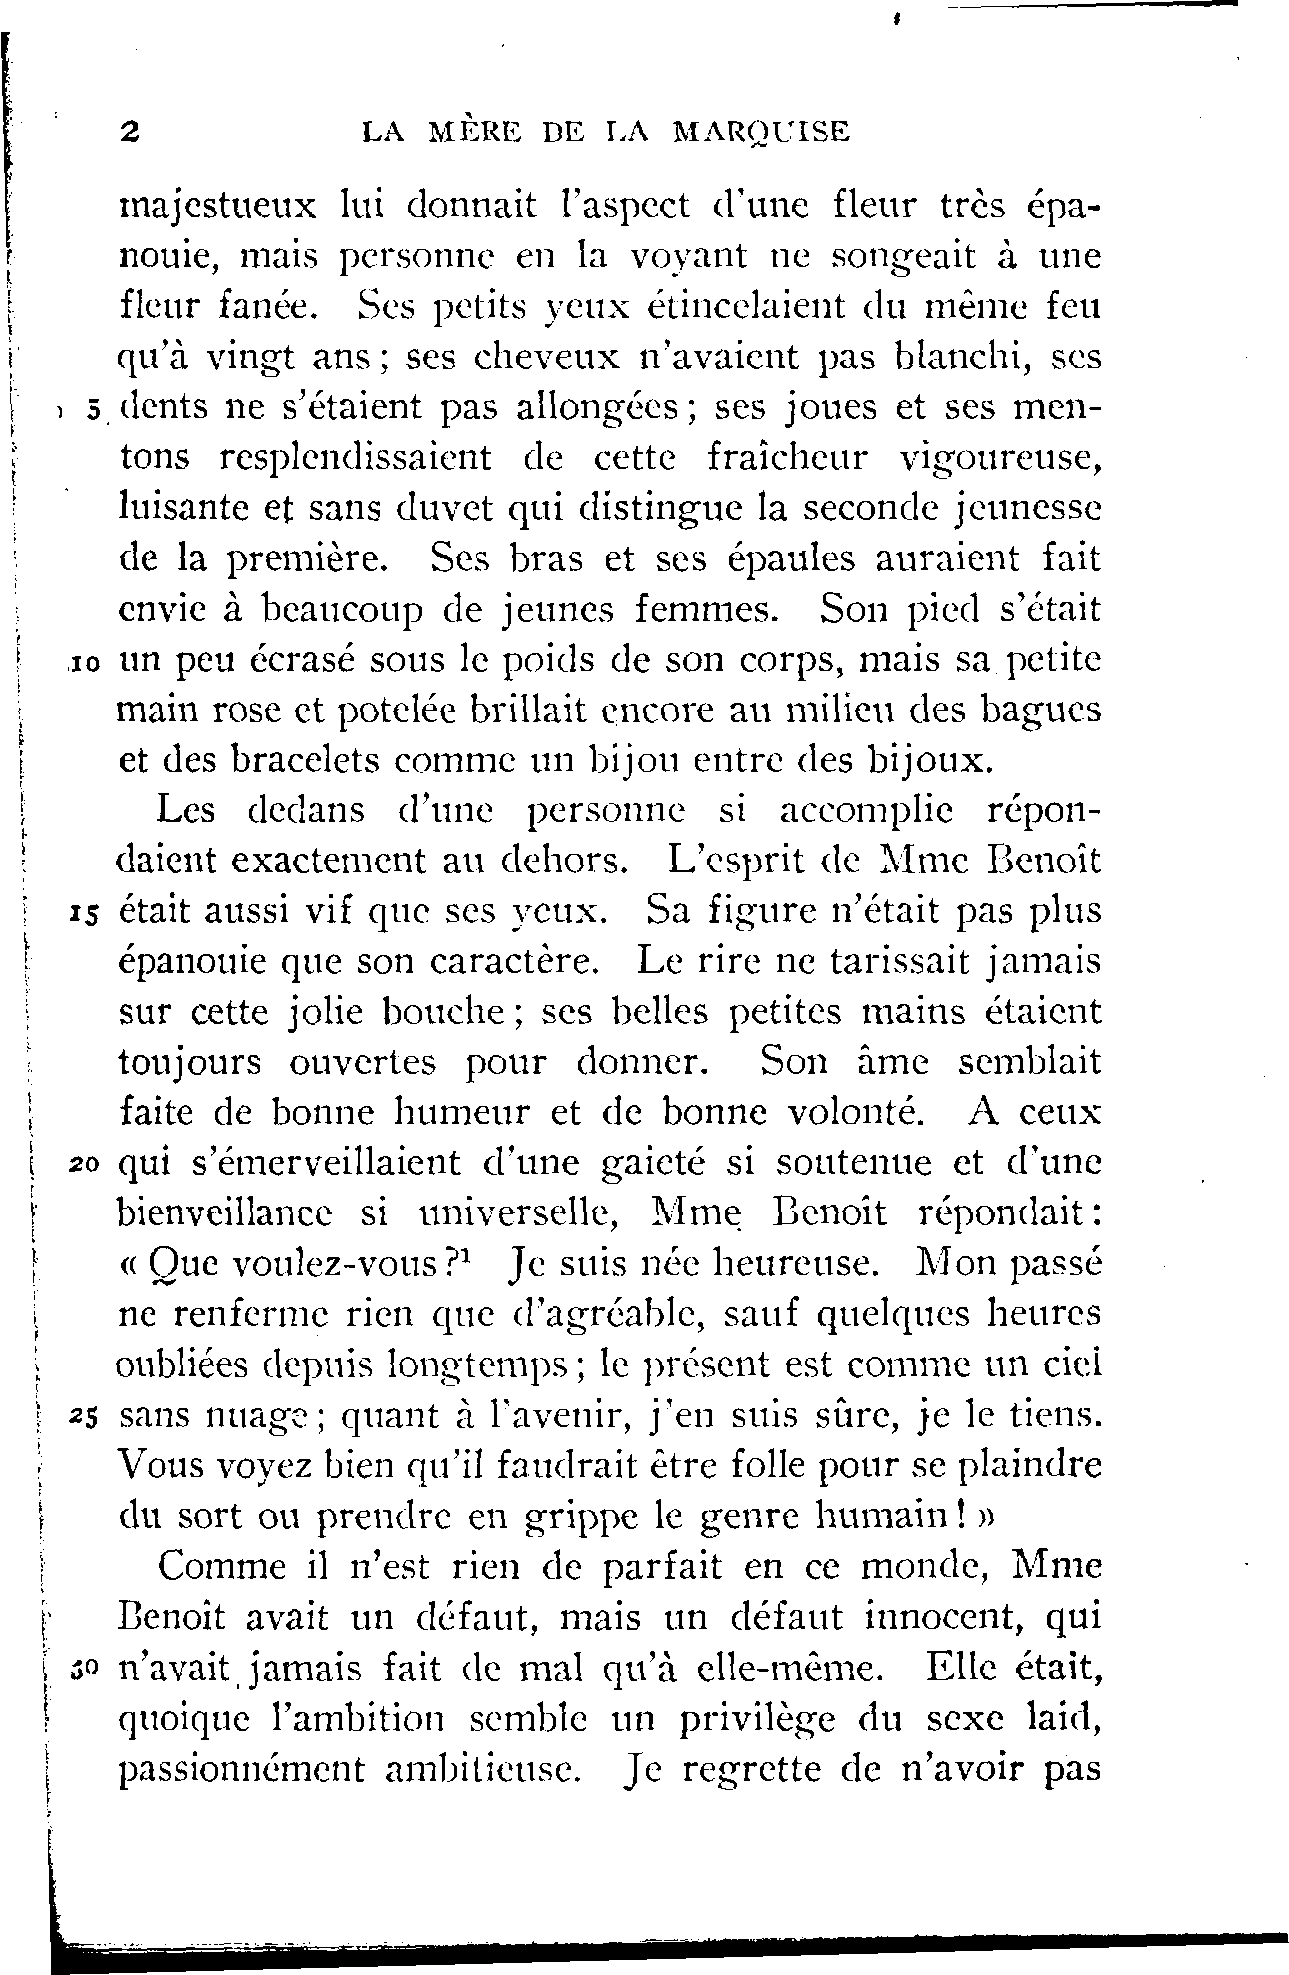 2 LA MÈRE DE LA MARQUISE
majestueux lui donnait l'aspect d'une fleur très épa-
nouie, mais personne en la voyant ne songeait à une
fleur fanée. Ses petits yeux étincelaient du même feu
qu'à vingt ans; ses cheveux n'avaient pas blanchi, ses
5 dents ne s'étaient pas allongées; ses joues et ses men-
tons resplendissaient de cette fraîcheur vigoureuse,
luisante et sans duvet qui distingue la seconde jeunesse
de la première. Ses bras et ses épaules auraient fait
envie à beaucoup de jeunes femmes. Son pied s'était
10 un peu écrasé sous le poids de son corps, mais sa petite
main rose et potelée brillait encore au milieu des bagues
et des bracelets comme un bijou entre des bijoux.
Les dedans d'une personne si accomplie répon-
daient exactement au dehors. L'esprit de Mme Benoît
15 était aussi vif que ses yeux. Sa figure n'était pas plus
épanouie que son caractère. Le rire ne tarissait jamais
sur cette jolie bouche; ses belles petites mains étaient
toujours ouvertes pour donner. Son âme semblait
faite de bonne humeur et de bonne volonté. A ceux
20 qui s'émerveillaient d'une gaieté si soutenue et d'une
bienveillance si universelle, Mme Benoît répondait:
« Que voulez-vous?¹ Je suis née heureuse. Mon passé
ne renferme rien que d'agréable, sauf quelques heures
oubliées depuis longtemps; le présent est comme un ciel
25 sans nuage; quant à l'avenir, j'en suis sûre, je le tiens.
Vous voyez bien qu'il faudrait être folle pour se plaindre
du sort ou prendre en grippe le genre humain! »
Comme il n'est rien de parfait en ce monde, Mme
Benoît avait un défaut, mais un défaut innocent, qui
30 n'avait jamais fait de mal qu'à elle-même. Elle était,
quoique l'ambition semble un privilège du sexe laid,
passionnément ambitieuse. Je regrette de n'avoir pas